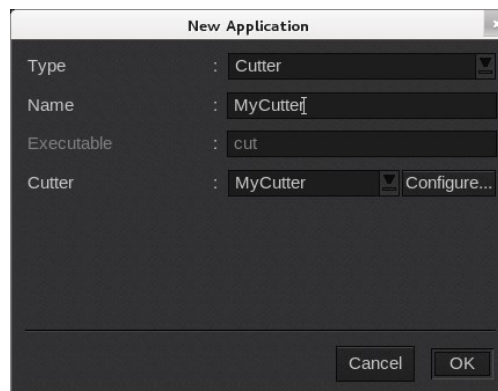 New Application
Type : Cutter
Name : MyCutter
Executable : cut
Cutter : MyCutter Configure...
Cancel OK